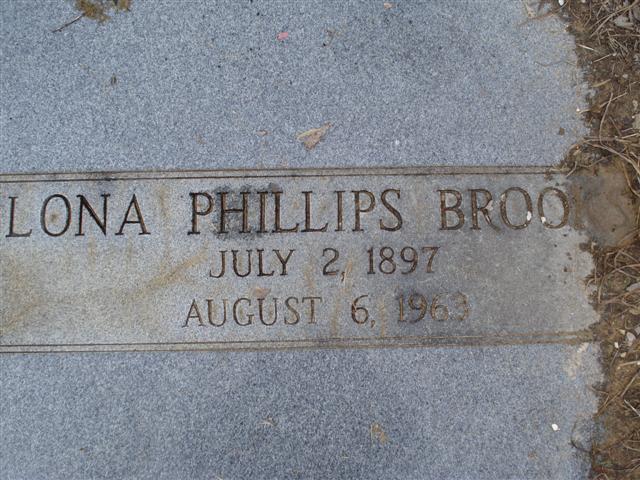 LONA PHILLIPS BROO
JULY 2, 1897
AUGUST 6, 1963